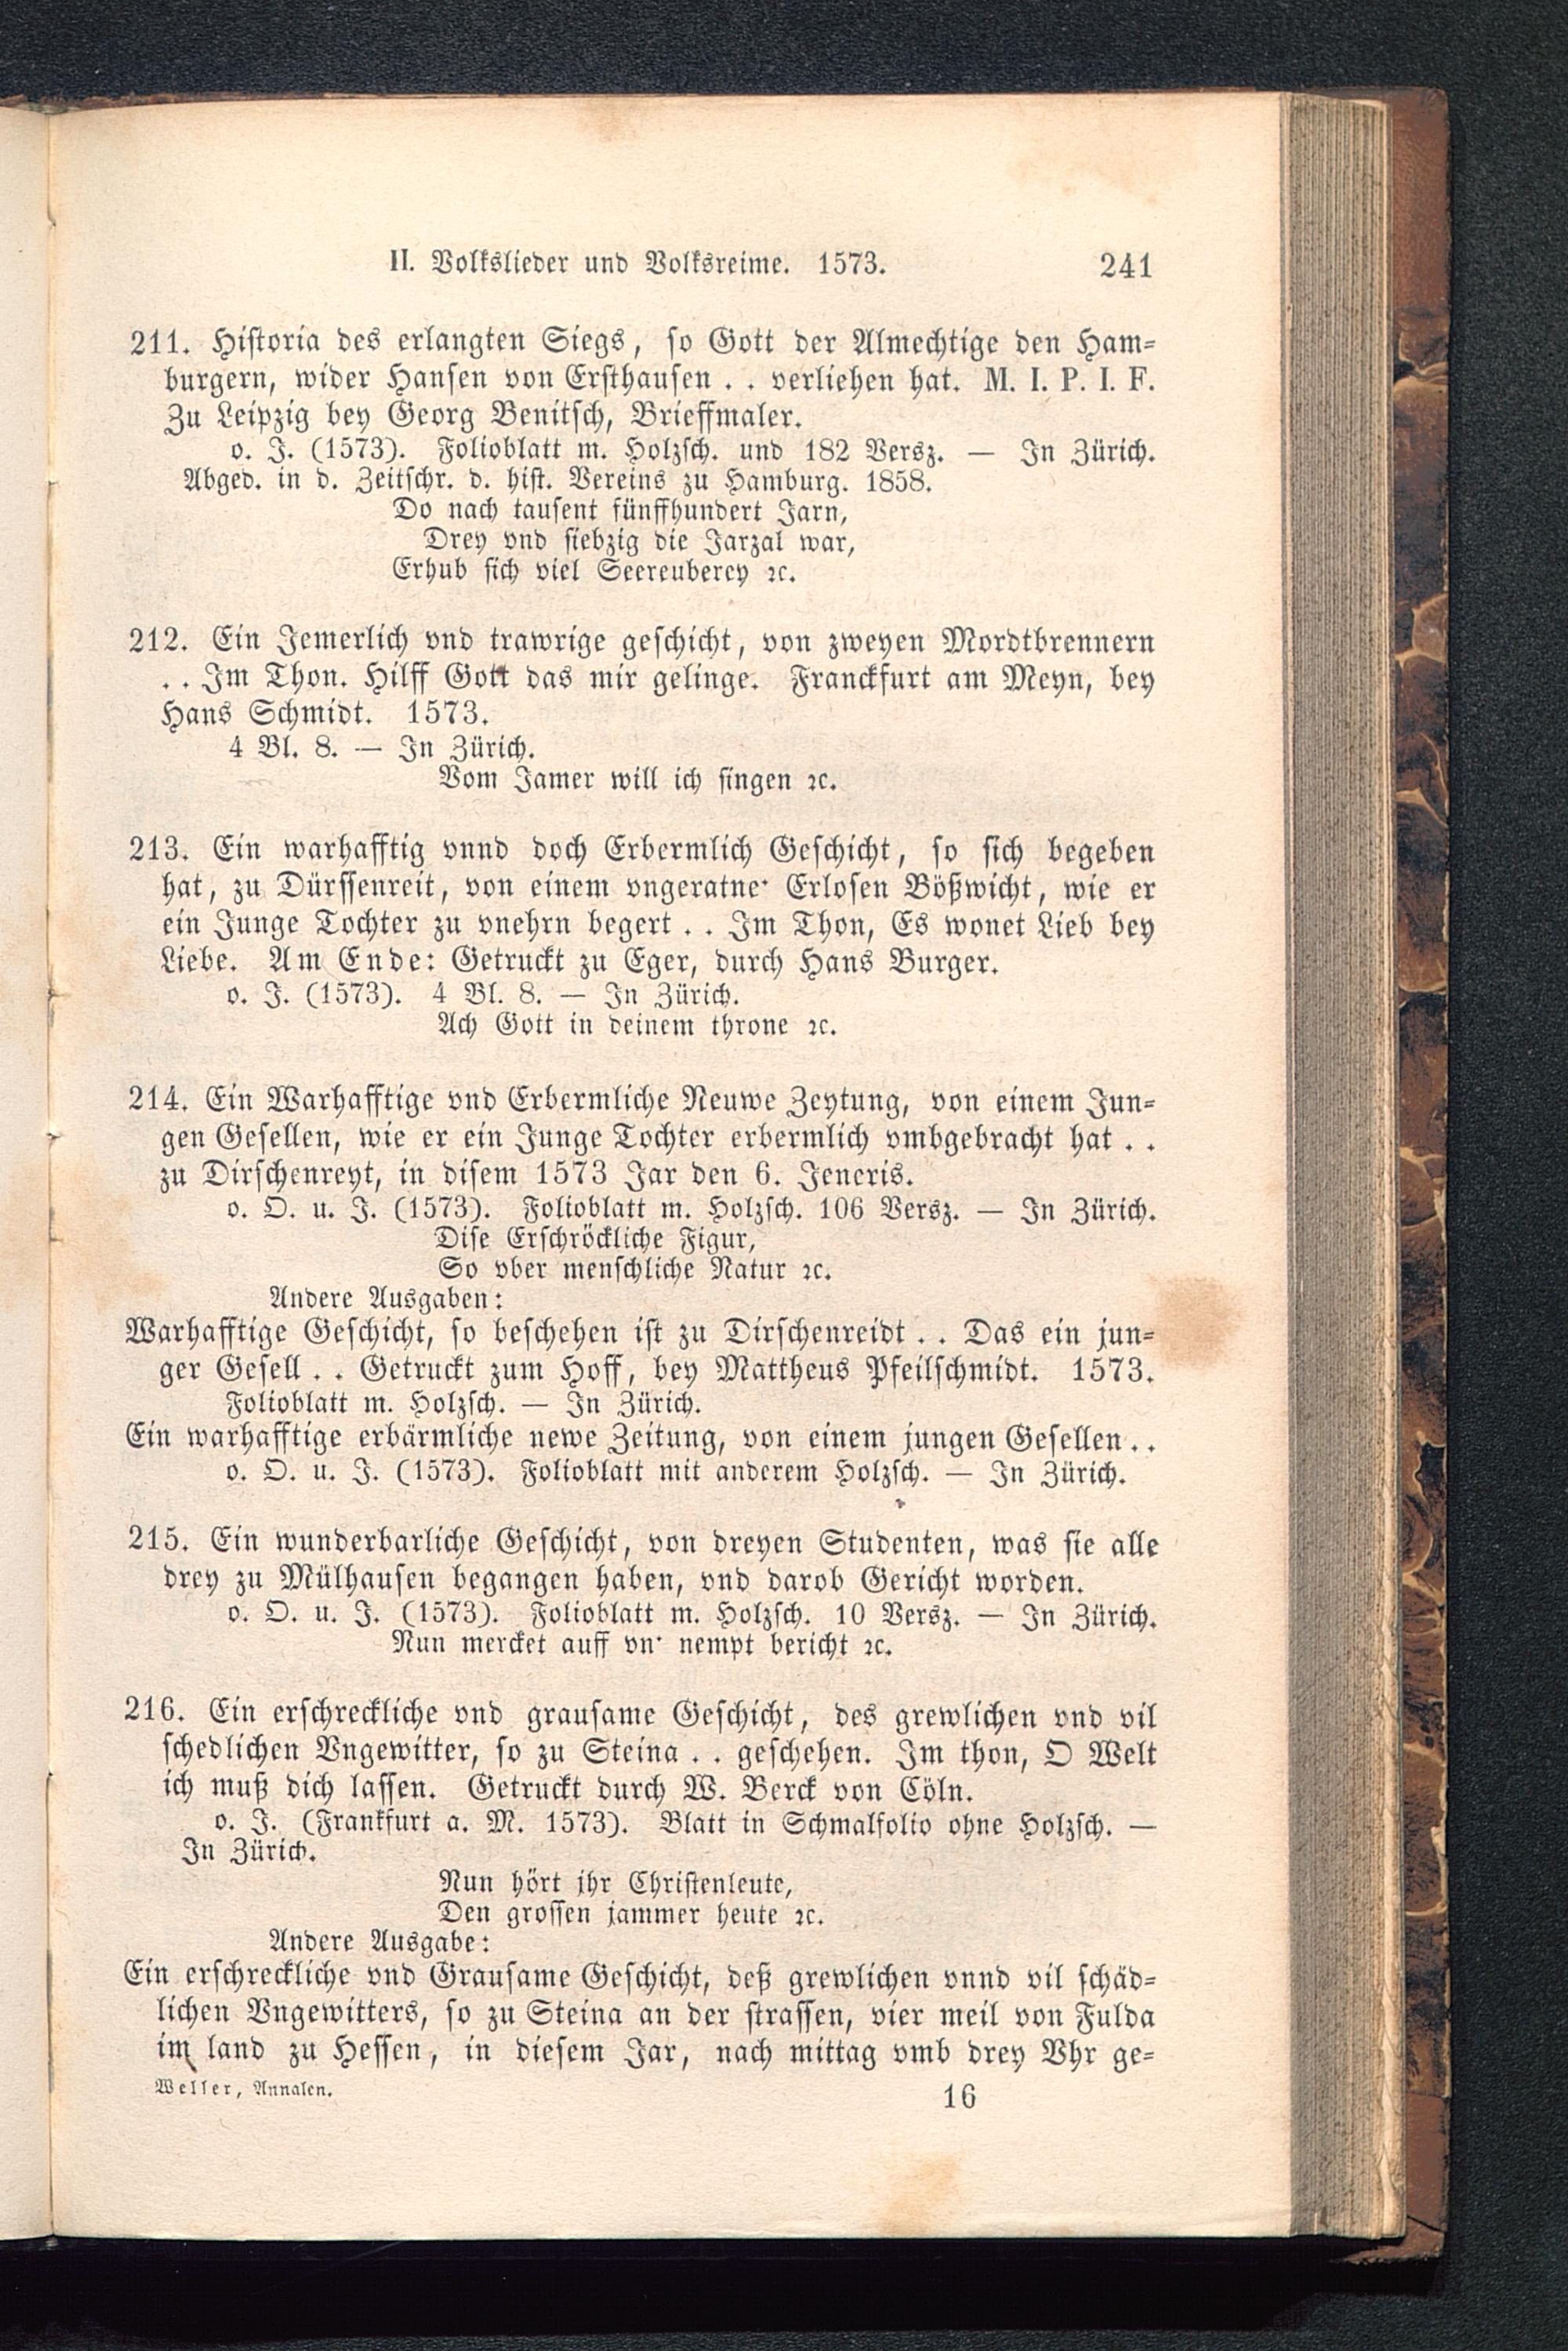 II. Volkslieder und Volksreime. 1573. 241
211. Historia des erlangten Siegs, so Gott der Almechtige den Ham-
burgern, wider Hansen von Ersthausen . . verliehen hat. M. I. P. I. F.
Zu Leipzig bey Georg Benitsch, Brieffmaler.
o. J. (1573). Folioblatt m. Holzsch. und 182 Versz. — In Zürich.
Abged. in d. Zeitschr. d. hist. Vereins zu Hamburg. 1858.
Do nach tausent fünffhundert Jarn,
Drey vnd siebzig die Jarzal war,
Erhub sich viel Seereuberey ꝛc.
212. Ein Jemerlich vnd trawrige geschicht, von zweyen Mordtbrennern
. . Im Thon. Hilff Gott das mir gelinge. Franckfurt am Meyn, bey
Hans Schmidt. 1573.
4 Bl. 8. — In Zürich.
Vom Jamer will ich singen ꝛc.
213. Ein warhafftig vnnd doch Erbermlich Geschicht, so sich begeben
hat, zu Dürssenreit, von einem vngeratne· Erlosen Bößwicht, wie er
ein Junge Tochter zu vnehrn begert . . Im Thon, Es wonet Lieb bey
Liebe. Am Ende: Getruckt zu Eger, durch Hans Burger.
o. J. (1573). 4 Bl. 8. — In Zürich.
Ach Gott in deinem throne ꝛc.
214. Ein Warhafftige vnd Erbermliche Neuwe Zeytung, von einem Jun-
gen Gesellen, wie er ein Junge Tochter erbermlich vmbgebracht hat . .
zu Dirschenreyt, in disem 1573 Jar den 6. Jeneris.
o. O. u. J. (1573). Folioblatt m. Holzsch. 106 Versz. — In Zürich.
Dise Erschröckliche Figur,
So vber menschliche Natur ꝛc.
Andere Ausgaben:
Warhafftige Geschicht, so beschehen ist zu Dirschenreidt . . Das ein jun-
ger Gesell . . Getruckt zum Hoff, bey Mattheus Pfeilschmidt. 1573.
Folioblatt m. Holzsch. — In Zürich.
Ein warhafftige erbärmliche newe Zeitung, von einem jungen Gesellen . .
o. O. u. J. (1573). Folioblatt mit anderem Holzsch. — In Zürich.
215. Ein wunderbarliche Geschicht, von dreyen Studenten, was sie alle
drey zu Mülhausen begangen haben, vnd darob Gericht worden.
o. O. u. J. (1573). Folioblatt m. Holzsch. 10 Versz. — In Zürich.
Nun mercket auff vn· nempt bericht ꝛc.
216. Ein erschreckliche vnd grausame Geschicht, des grewlichen vnd vil
schedlichen Vngewitter, so zu Steina . . geschehen. Im thon, O Welt
ich muß dich lassen. Getruckt durch W. Berck von Cöln.
o. J. (Frankfurt a. M. 1573). Blatt in Schmalfolio ohne Holzsch. —
In Zürich.
Nun hört jhr Christenleute,
Den grossen jammer heute ꝛc.
Andere Ausgabe:
Ein erschreckliche vnd Grausame Geschicht, deß grewlichen vnnd vil schäd-
lichen Vngewitters, so zu Steina an der strassen, vier meil von Fulda
im land zu Hessen, in diesem Jar, nach mittag vmb drey Vhr ge-
Weller, Annalen. 16